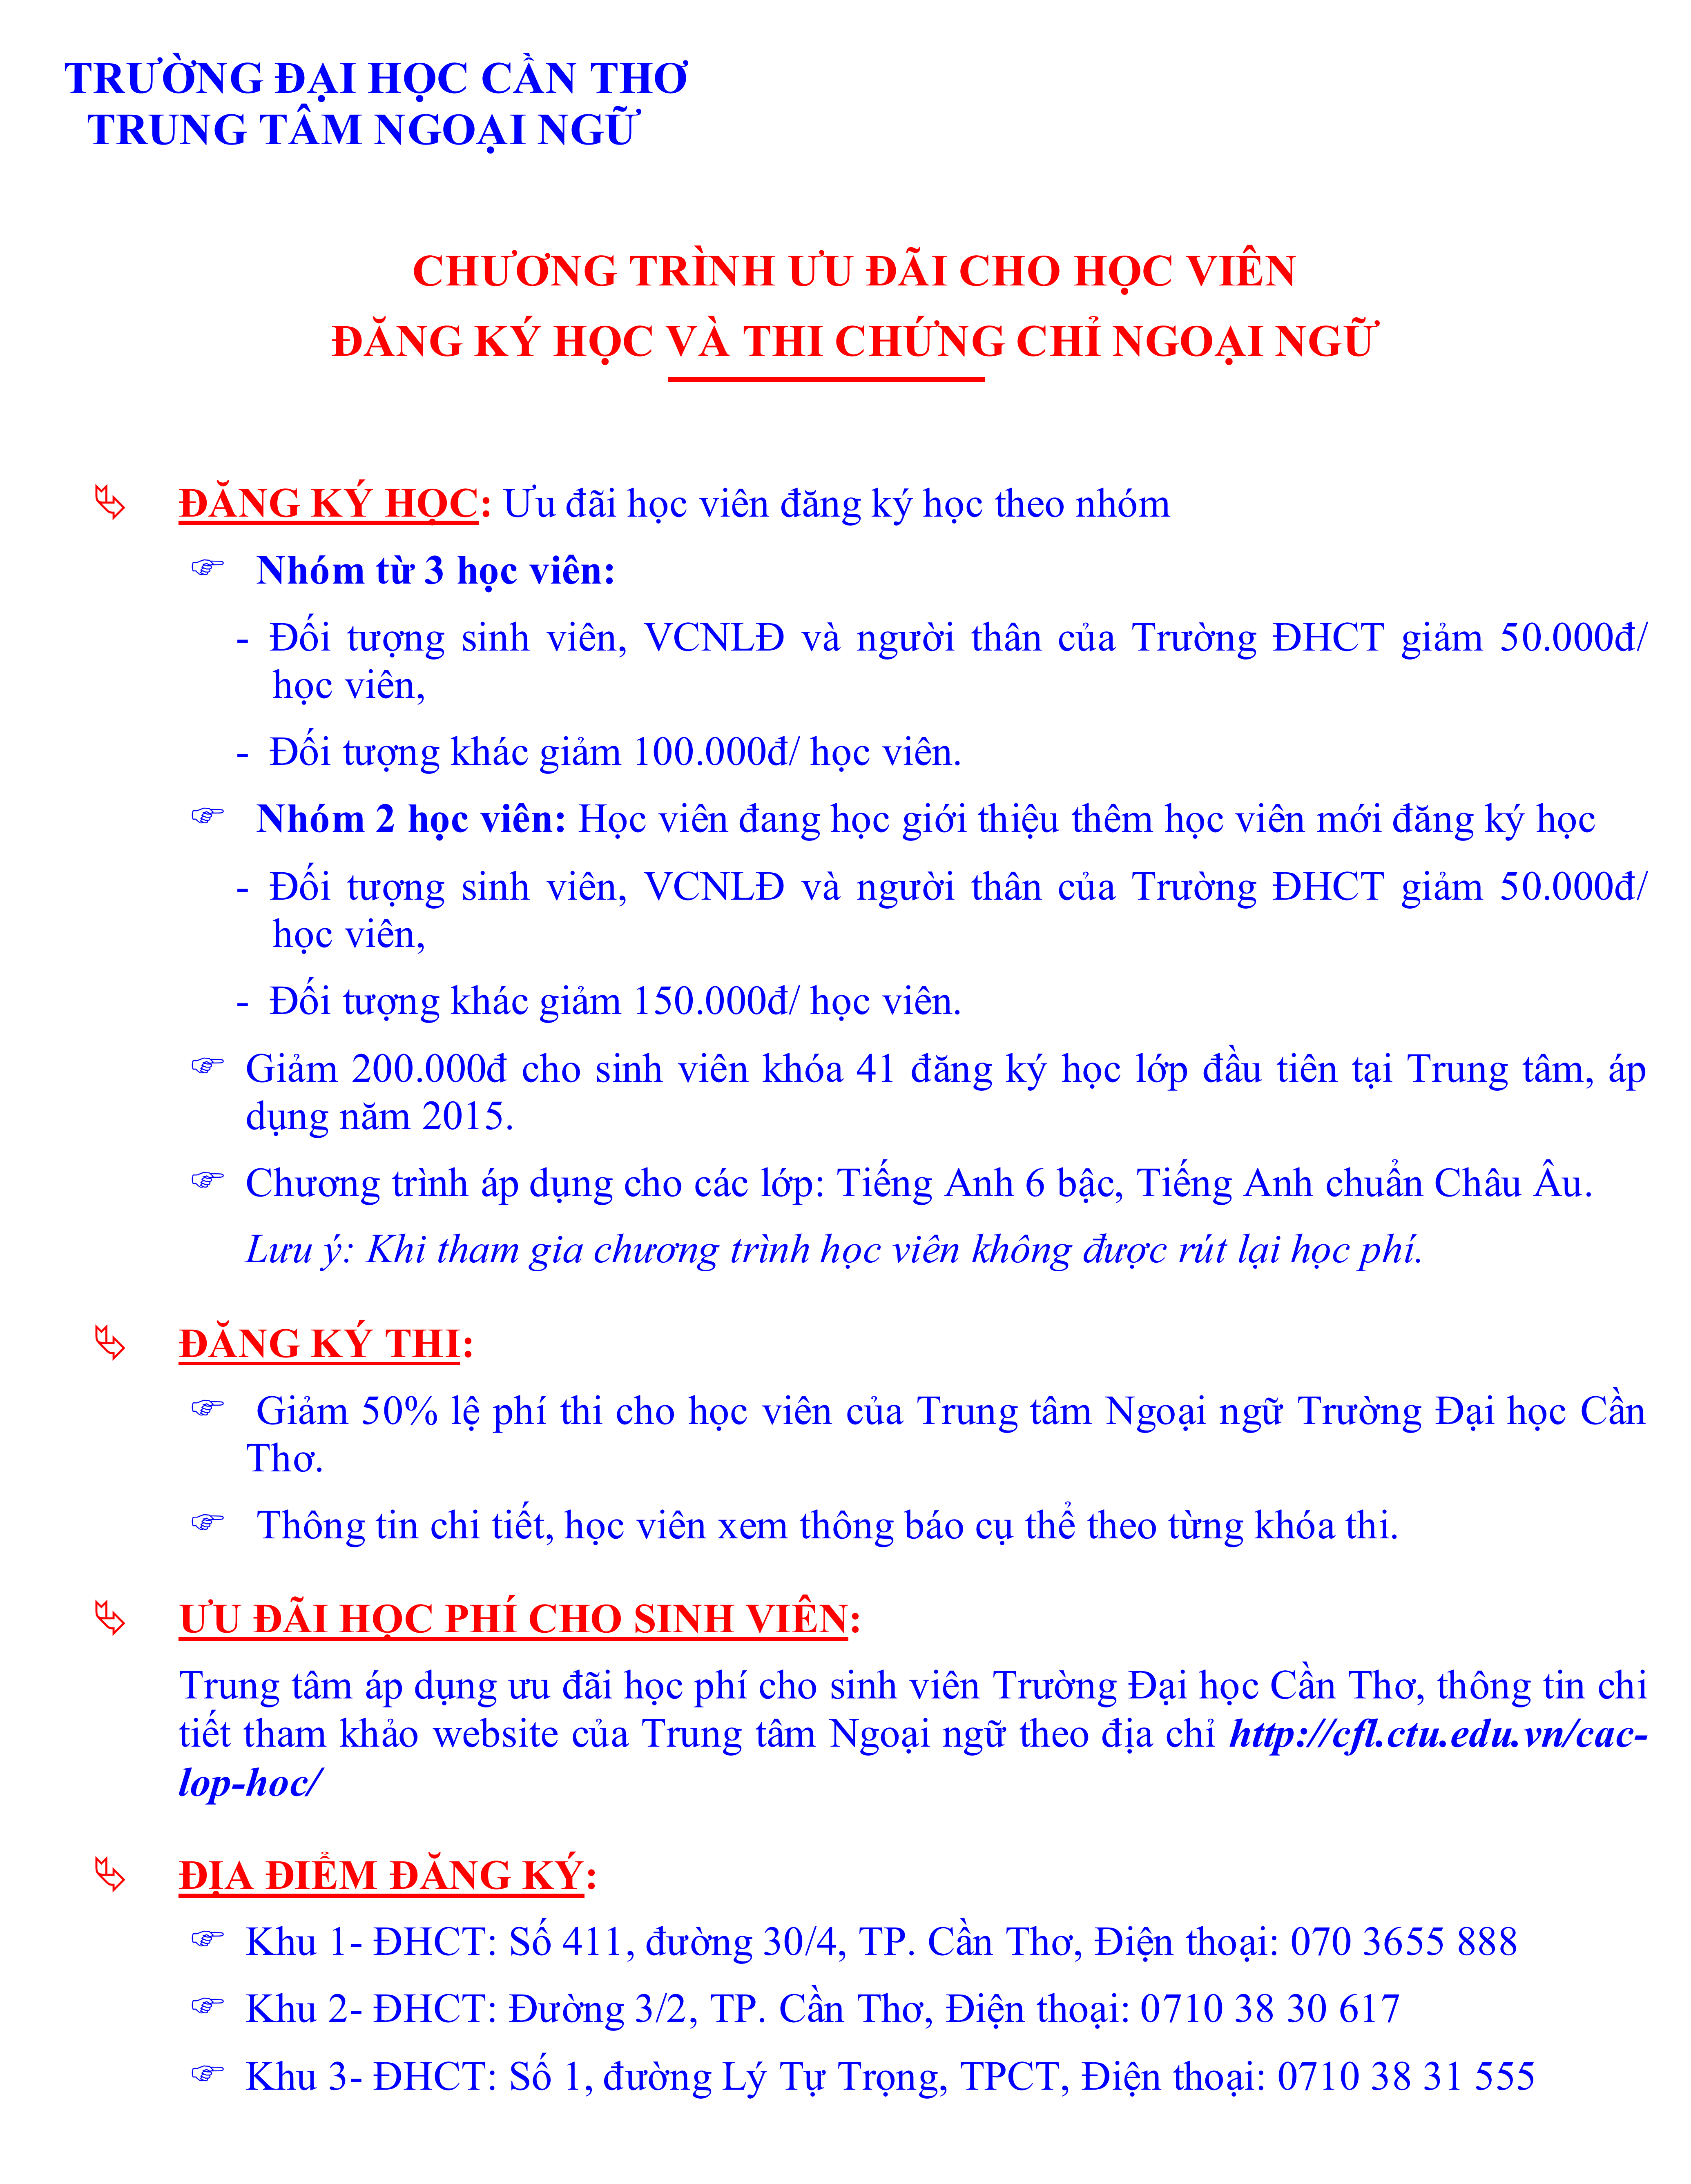 TRƯỜNG ĐẠI HỌC CẦN THƠ
TRUNG TÂM NGOẠI NGỮ
CHƯƠNG TRÌNH ƯU ĐÃI CHO HỌC VIÊN
ĐĂNG KÝ HỌC VÀ THI CHỨNG CHỈ NGOẠI NGỮ
ĐĂNG KÝ HỌC: Ưu đãi học viên đăng ký học theo nhóm
Nhóm từ 3 học viên:
- Đối tượng sinh viên, VCNLĐ và người thân của Trường ĐHCT giảm 50.000đ/
học viên,
- Đối tượng khác giảm 100.000đ/ học viên.
Nhóm 2 học viên: Học viên đang học giới thiệu thêm học viên mới đăng ký học
- Đối tượng sinh viên, VCNLĐ và người thân của Trường ĐHCT giảm 50.000đ/
học viên,
- Đối tượng khác giảm 150.000đ/ học viên.
Giảm 200.000đ cho sinh viên khóa 41 đăng ký học lớp đầu tiên tại Trung tâm, áp
dụng năm 2015.
Chương trình áp dụng cho các lớp: Tiếng Anh 6 bậc, Tiếng Anh chuẩn Châu Âu.
Lưu ý: Khi tham gia chương trình học viên không được rút lại học phí.
ĐĂNG KÝ THI:
Giảm 50% lệ phí thi cho học viên của Trung tâm Ngoại ngữ Trường Đại học Cần
Thơ.
Thông tin chi tiết, học viên xem thông báo cụ thể theo từng khóa thi.
ƯU ĐÃI HỌC PHÍ CHO SINH VIÊN:
Trung tâm áp dụng ưu đãi học phí cho sinh viên Trường Đại học Cần Thơ, thông tin chi
tiết tham khảo website của Trung tâm Ngoại ngữ theo địa chỉ http://cfl.ctu.edu.vn/cac-
lop-hoc/
ĐỊA ĐIỂM ĐĂNG KÝ:
Khu 1- ĐHCT: Số 411, đường 30/4, TP. Cần Thơ, Điện thoại: 070 3655 888
Khu 2- ĐHCT: Đường 3/2, TP. Cần Thơ, Điện thoại: 0710 38 30 617
Khu 3- ĐHCT: Số 1, đường Lý Tự Trọng, TPCT, Điện thoại: 0710 38 31 555